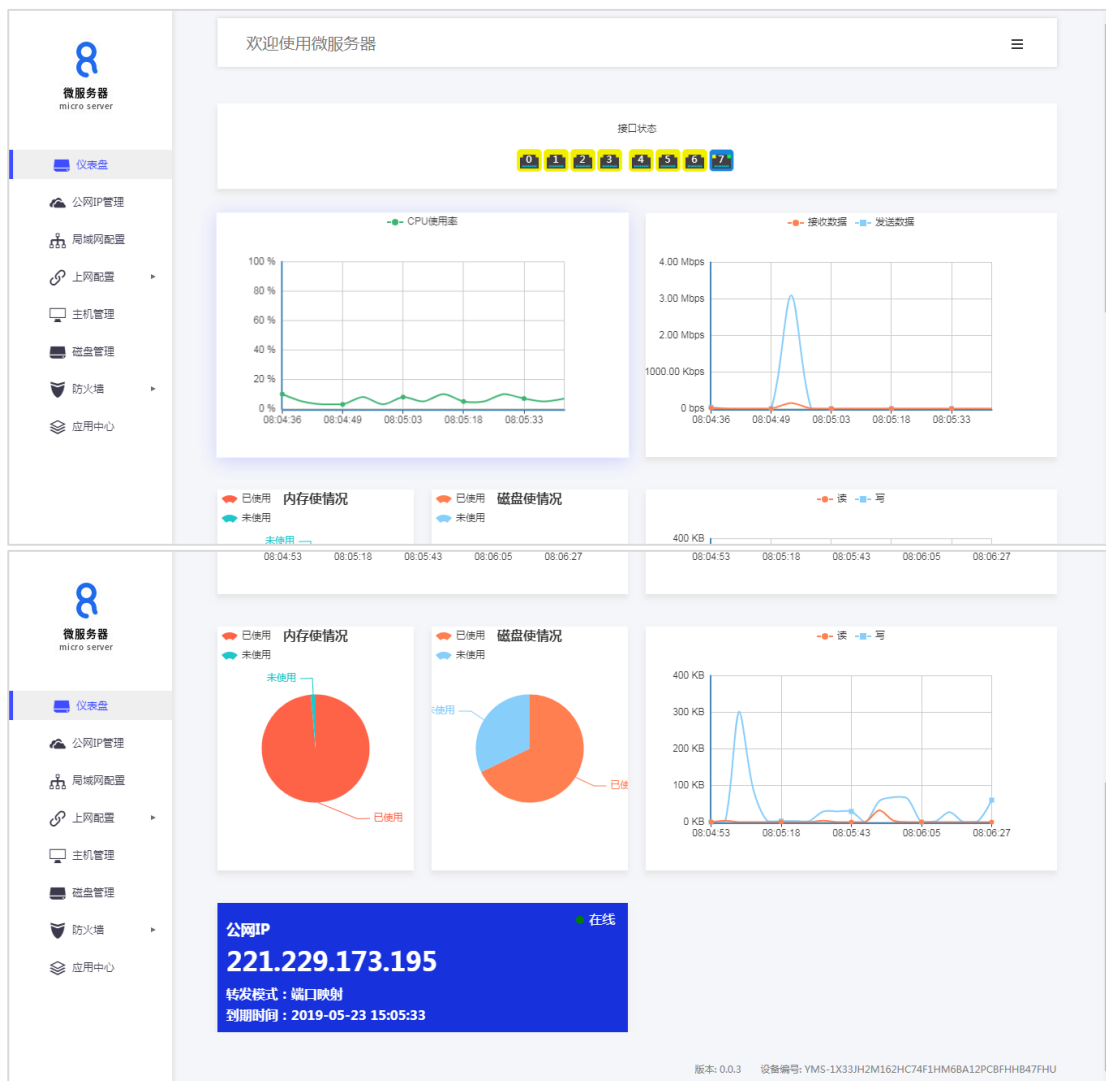 微服务器
micro server
仪表盘
公网IP管理
局域网配置
上网配置
主机管理
磁盘管理
防火墙
应用中心
欢迎使用微服务器
接口状态
0 1 2 3 4 5 6 7
CPU使用率
100 %
80 %
60 %
40 %
20 %
0 %
08:04:36 08:04:49 08:05:03 08:05:18 08:05:33
接收数据 发送数据
4.00 Mbps
3.00 Mbps
2.00 Mbps
1000.00 Kbps
0 bps
08:04:36 08:04:49 08:05:03 08:05:18 08:05:33
已使用 内存使情况
未使用
未使用
已使用 磁盘使情况
未使用
读 写
400 KB
微服务器
micro server
仪表盘
公网IP管理
局域网配置
上网配置
主机管理
磁盘管理
防火墙
应用中心
08:04:53 08:05:18 08:05:43 08:06:05 08:06:27
08:04:53 08:05:18 08:05:43 08:06:05 08:06:27
已使用 内存使情况
未使用
未使用
已使用
已使用 磁盘使情况
未使用
使用
已使
读 写
400 KB
300 KB
200 KB
100 KB
0 KB
08:04:53 08:05:18 08:05:43 08:06:05 08:06:27
在线
公网IP
221.229.173.195
转发模式：端口映射
到期时间：2019-05-23 15:05:33
版本: 0.0.3 设备编号: YMS-1X33JH2M162HC74F1HM6BA12PCBFHHB47FHU